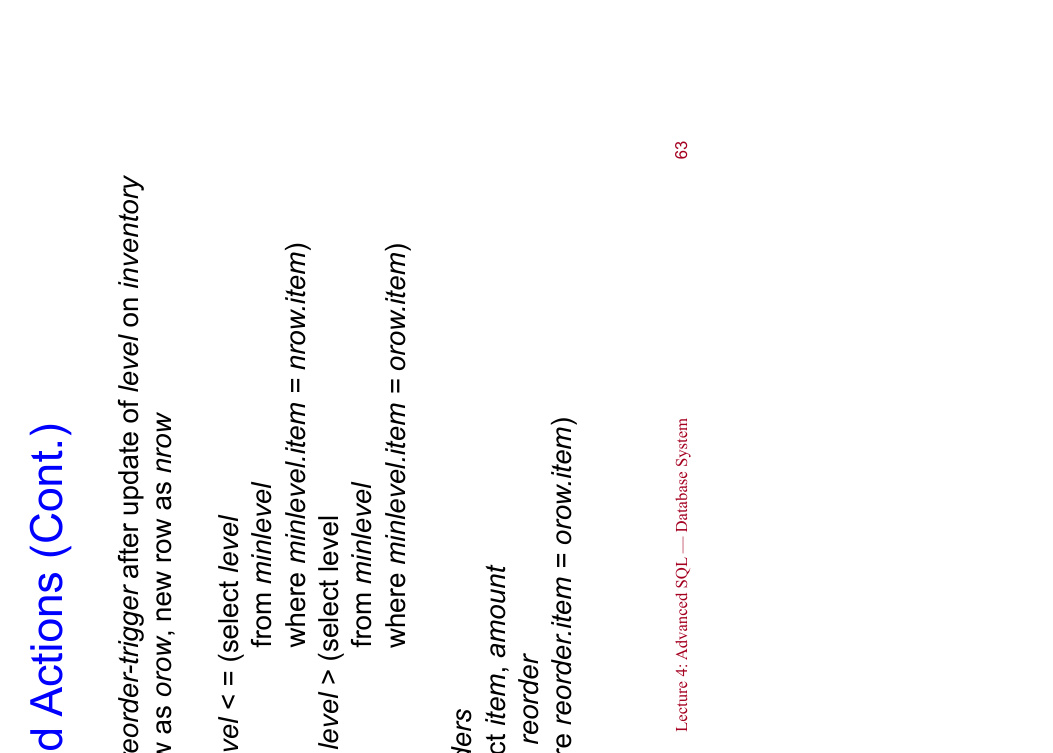 d Actions (Cont.)
eorder-trigger after update of level on inventory
w as orow, new row as nrow
vel < = (select level
from minlevel
where minlevel.item = nrow.item)
level > (select level
from minlevel
where minlevel.item = orow.item)
ders
ct item, amount
reorder
re reorder.item = orow.item)
Lecture 4: Advanced SQL — Database System 63